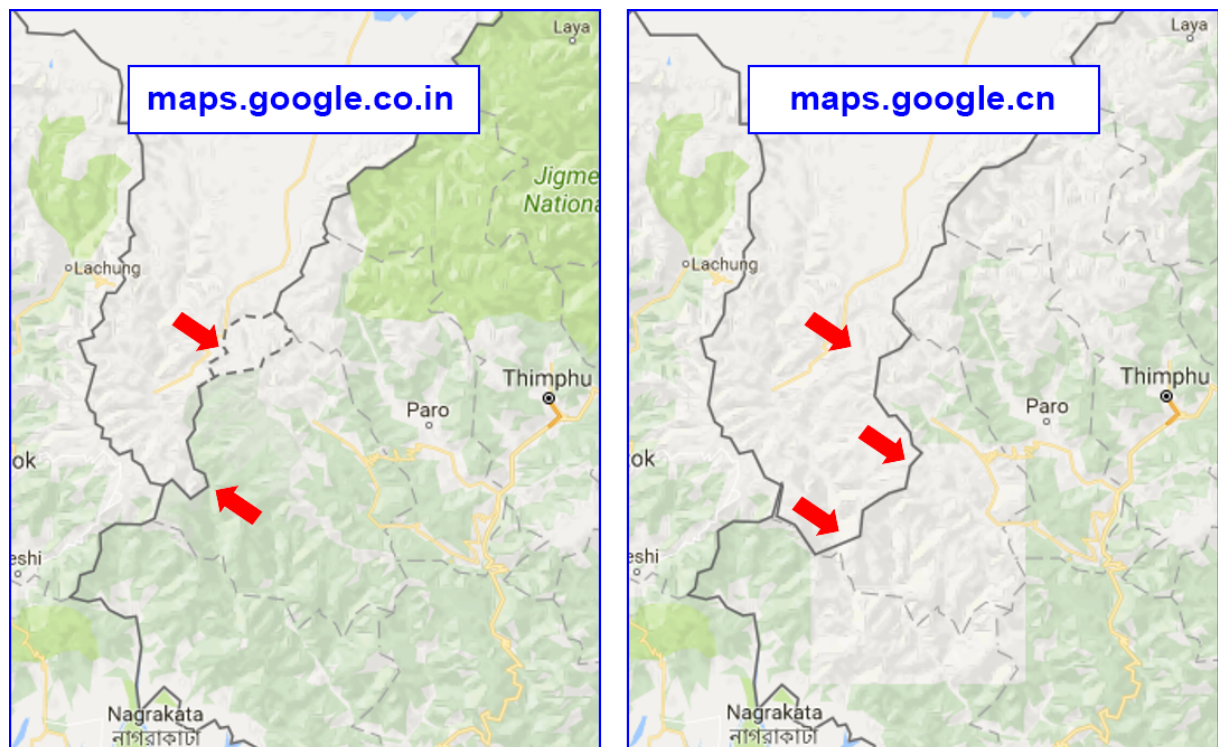 Laya
maps.google.co.in
Jigme
Nationa
Lachung
Thimphu
Paro
ok
eshi
Nagrakata
নাগরাকাটা
Laya
maps.google.cn
Lachung
Thimphu
Paro
ok
eshi
Nagrakata
নাগরাকাটা